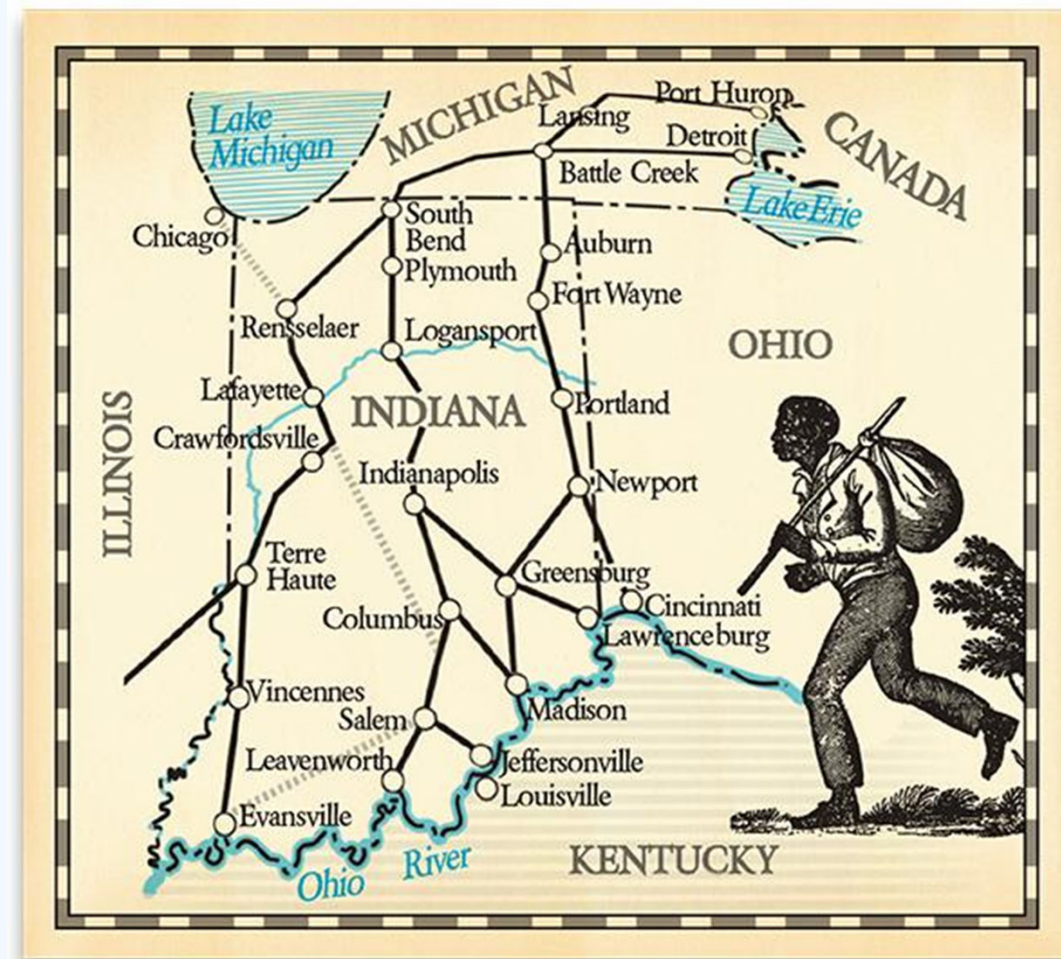 MICHIGAN
Port Huron
Lansing
Lake
Michigan
Detroit
CANADA
Battle Creek
Lake Erie
South
Bend
Chicago
Auburn
Plymouth
Fort Wayne
Rensselaer
Logansport
OHIO
Lafayette
INDIANA
Portland
ILLINOIS
Crawfordsville
Indianapolis
Newport
Terre
Haute
Greensburg
Columbus
Cincinnati
Lawrenceburg
Vincennes
Salem
Madison
Leavenworth
Jeffersonville
Louisville
Evansville
Ohio River
KENTUCKY